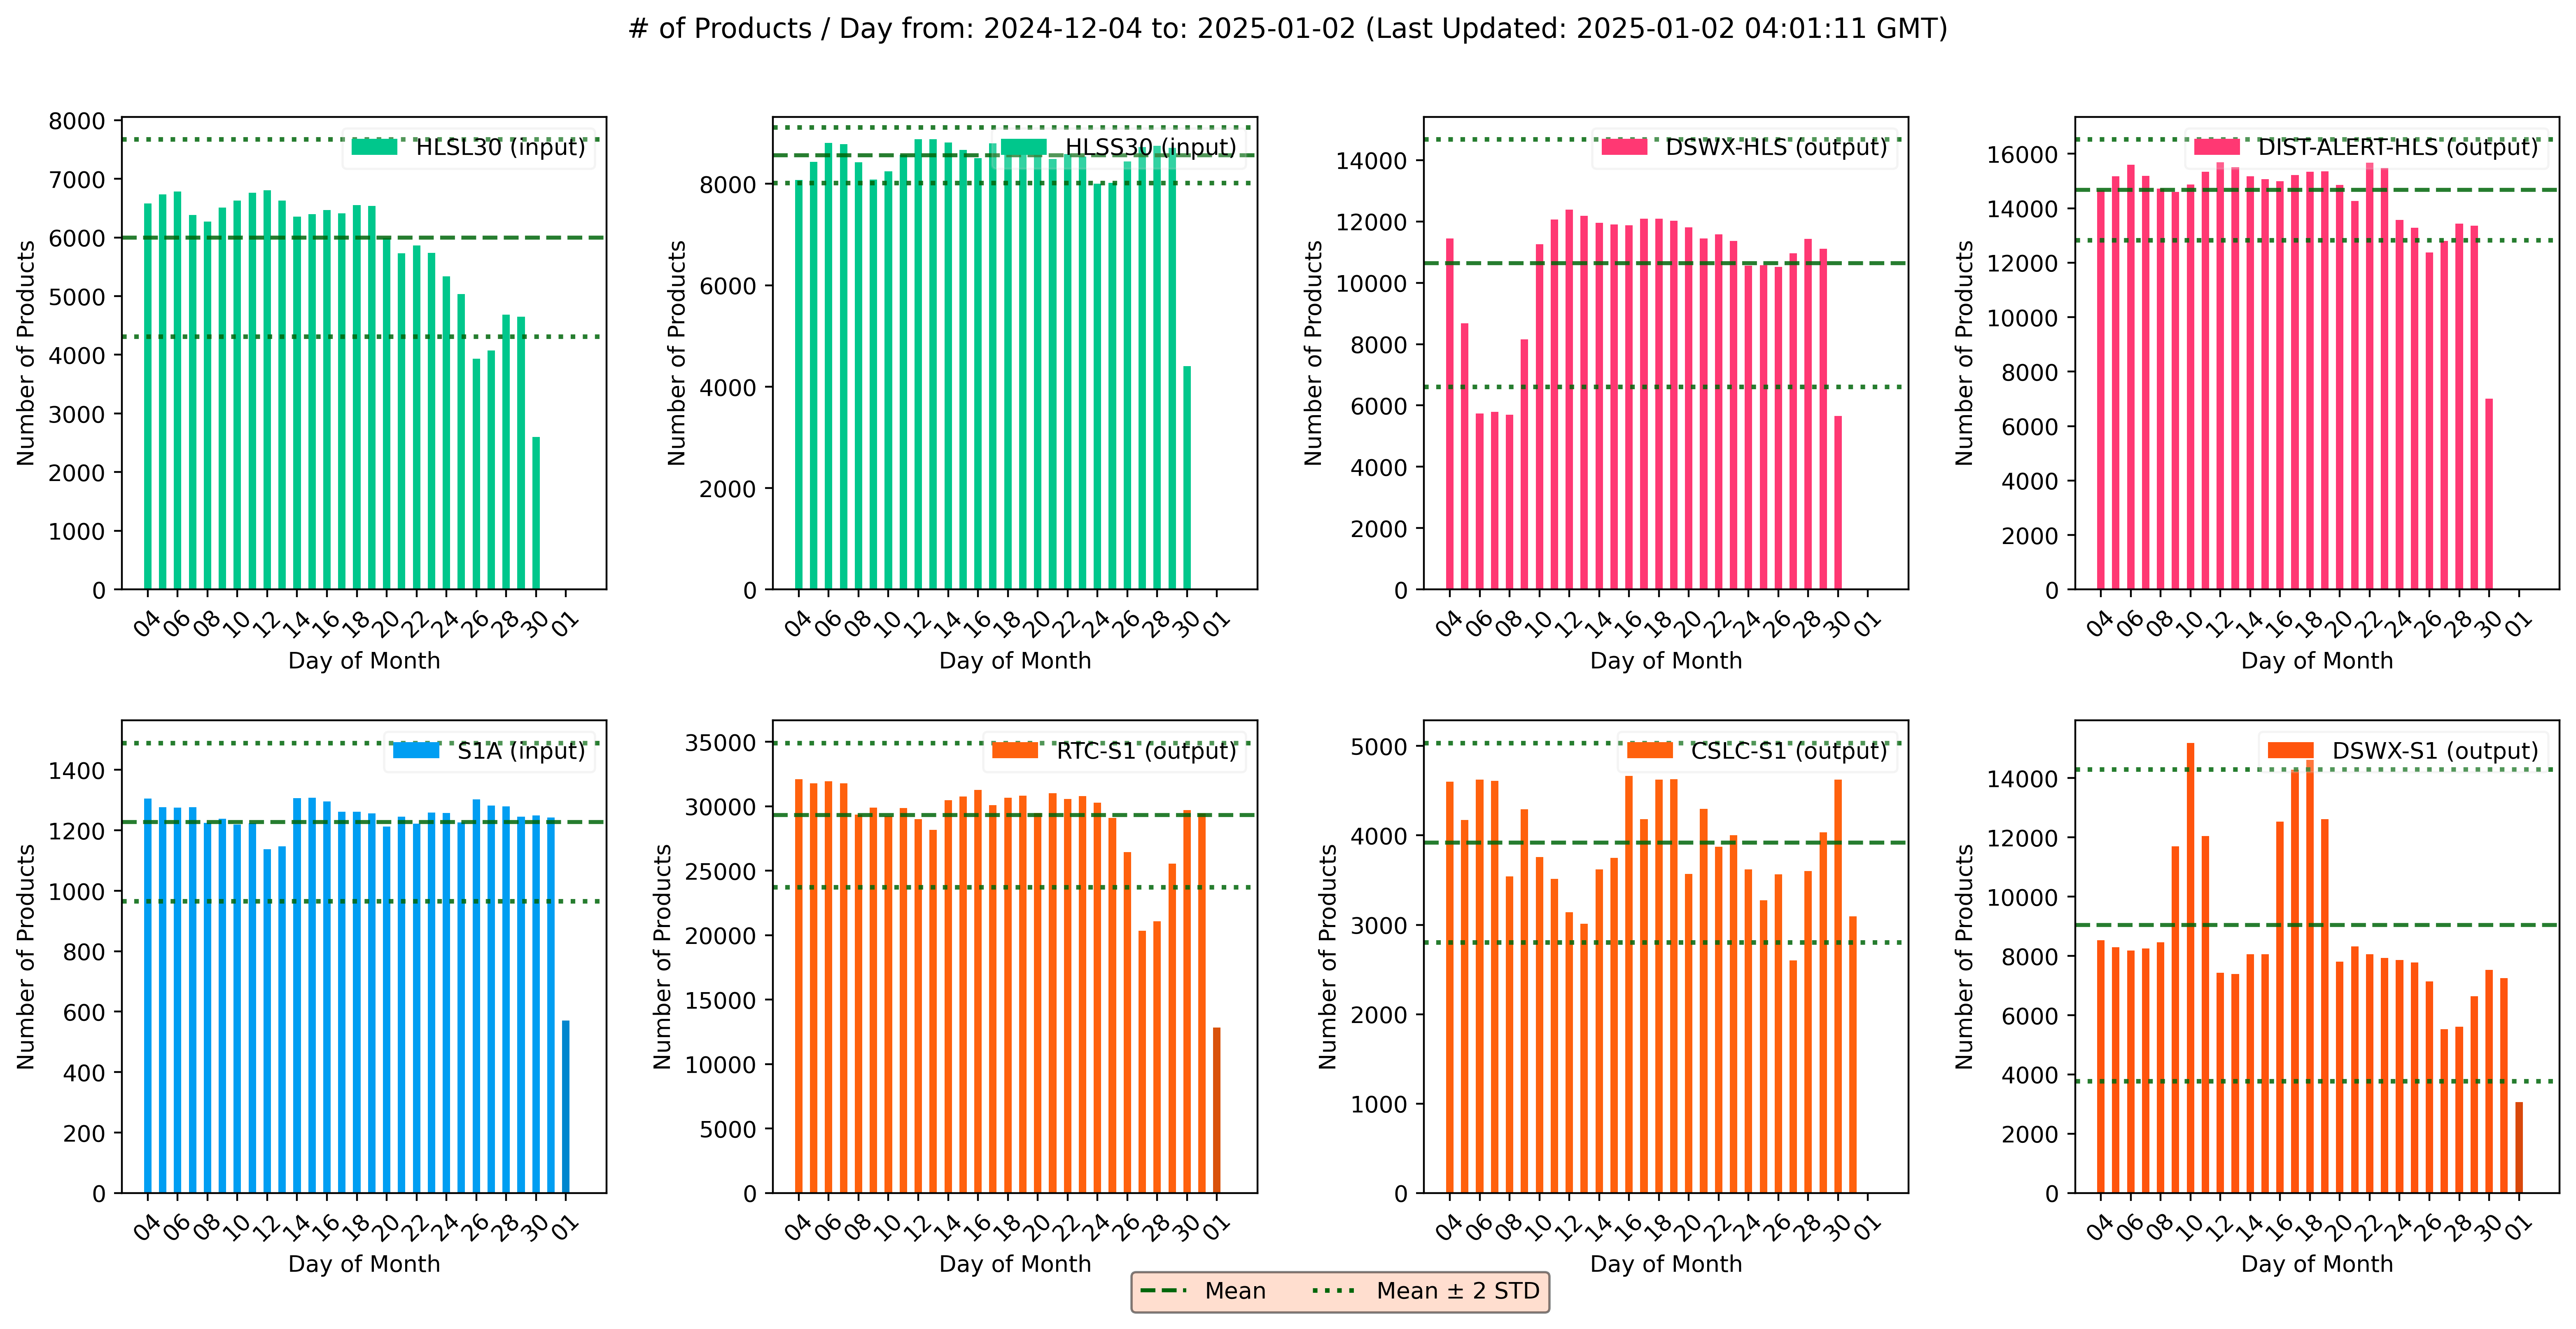 # of Products / Day from: 2024-12-04 to: 2025-01-02 (Last Updated: 2025-01-02 04:01:11 GMT)
HLSL30 (input)
Number of Products
8000
7000
6000
5000
4000
3000
2000
1000
0
04 06 08 10 12 14 16 18 20 22 24 26 28 30 01
Day of Month
HLSS30 (input)
Number of Products
8000
6000
4000
2000
0
04 06 08 10 12 14 16 18 20 22 24 26 28 30 01
Day of Month
DSWX-HLS (output)
Number of Products
14000
12000
10000
8000
6000
4000
2000
0
04 06 08 10 12 14 16 18 20 22 24 26 28 30 01
Day of Month
DIST-ALERT-HLS (output)
Number of Products
16000
14000
12000
10000
8000
6000
4000
2000
0
04 06 08 10 12 14 16 18 20 22 24 26 28 30 01
Day of Month
S1A (input)
Number of Products
1400
1200
1000
800
600
400
200
0
04 06 08 10 12 14 16 18 20 22 24 26 28 30 01
Day of Month
RTC-S1 (output)
Number of Products
35000
30000
25000
20000
15000
10000
5000
0
04 06 08 10 12 14 16 18 20 22 24 26 28 30 01
Day of Month
CSLC-S1 (output)
Number of Products
5000
4000
3000
2000
1000
0
04 06 08 10 12 14 16 18 20 22 24 26 28 30 01
Day of Month
DSWX-S1 (output)
Number of Products
14000
12000
10000
8000
6000
4000
2000
0
04 06 08 10 12 14 16 18 20 22 24 26 28 30 01
Day of Month
Mean Mean ± 2 STD